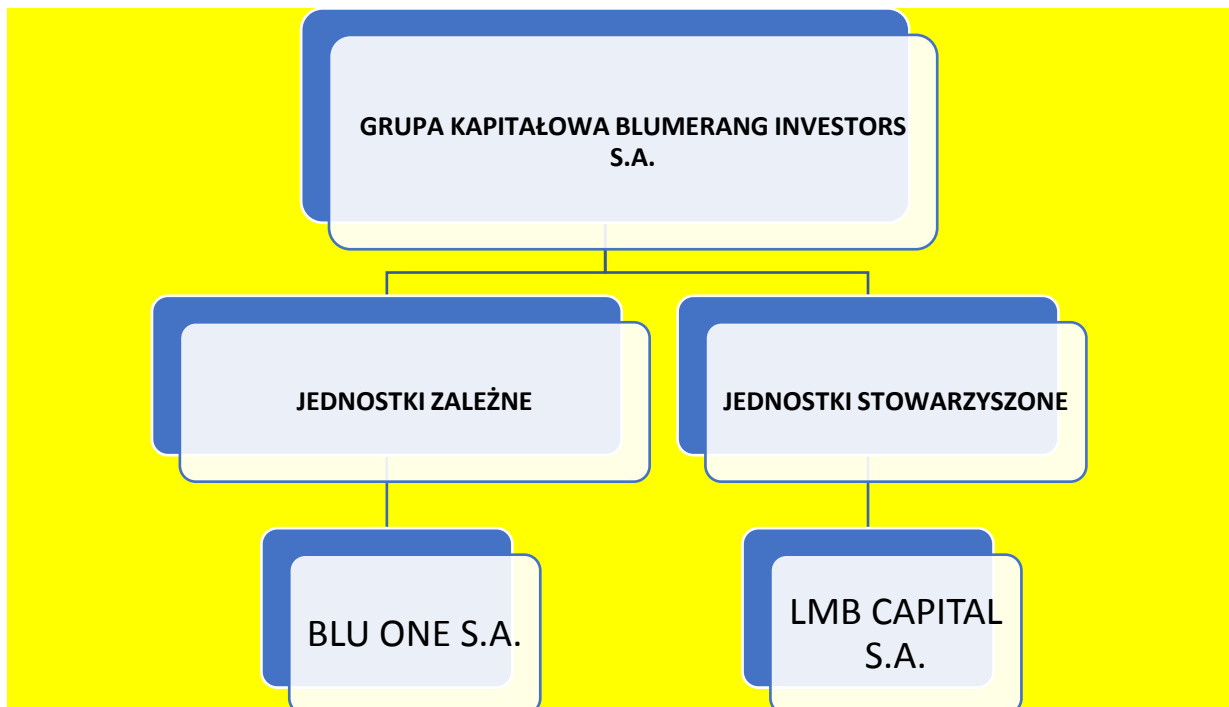 GRUPA KAPITAŁOWA BLUMERANG INVESTORS
S.A.
JEDNOSTKI ZALEŻNE
JEDNOSTKI STOWARZYSZONE
BLU ONE S.A.
LMB CAPITAL
S.A.